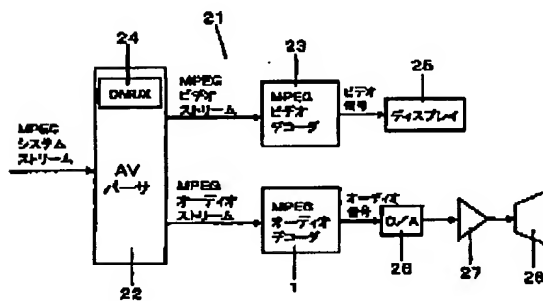 21
24
DMUX
AV
パーサ
22
MPEG
システム
ストリーム
MPEG
ビデオ
ストリーム
23
MPEG
ビデオ
デコーダ
ビデオ
信号
25
ディスプレイ
MPEG
オーディオ
ストリーム
MPEG
オーディオ
デコーダ
1
オーディオ
信号
D/A
26
27
28